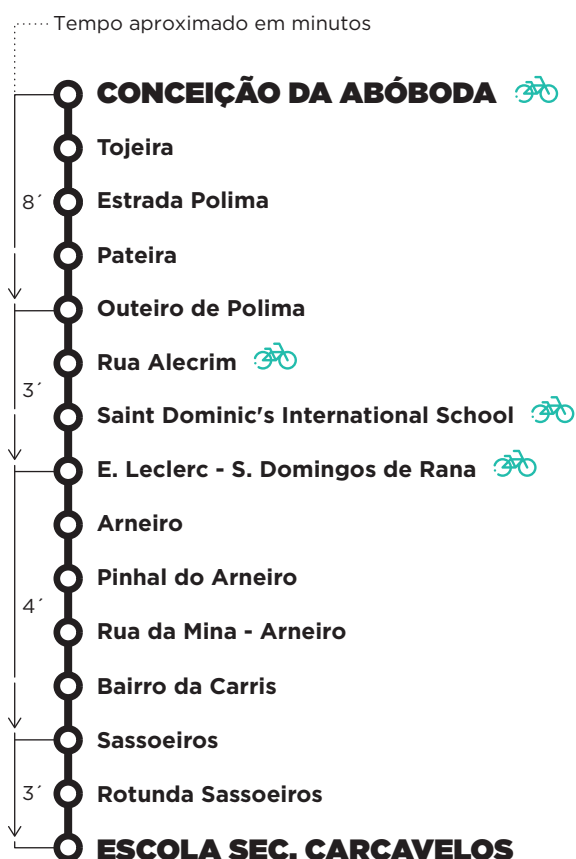 Tempo aproximado em minutos
CONCEIÇÃO DA ABÓBODA
Tojeira
8´
Estrada Polima
Pateira
Outeiro de Polima
Rua Alecrim
3´
Saint Dominic's International School
E. Leclerc - S. Domingos de Rana
Arneiro
Pinhal do Arneiro
4´
Rua da Mina - Arneiro
Bairro da Carris
Sassoeiros
3´
Rotunda Sassoeiros
ESCOLA SEC. CARCAVELOS